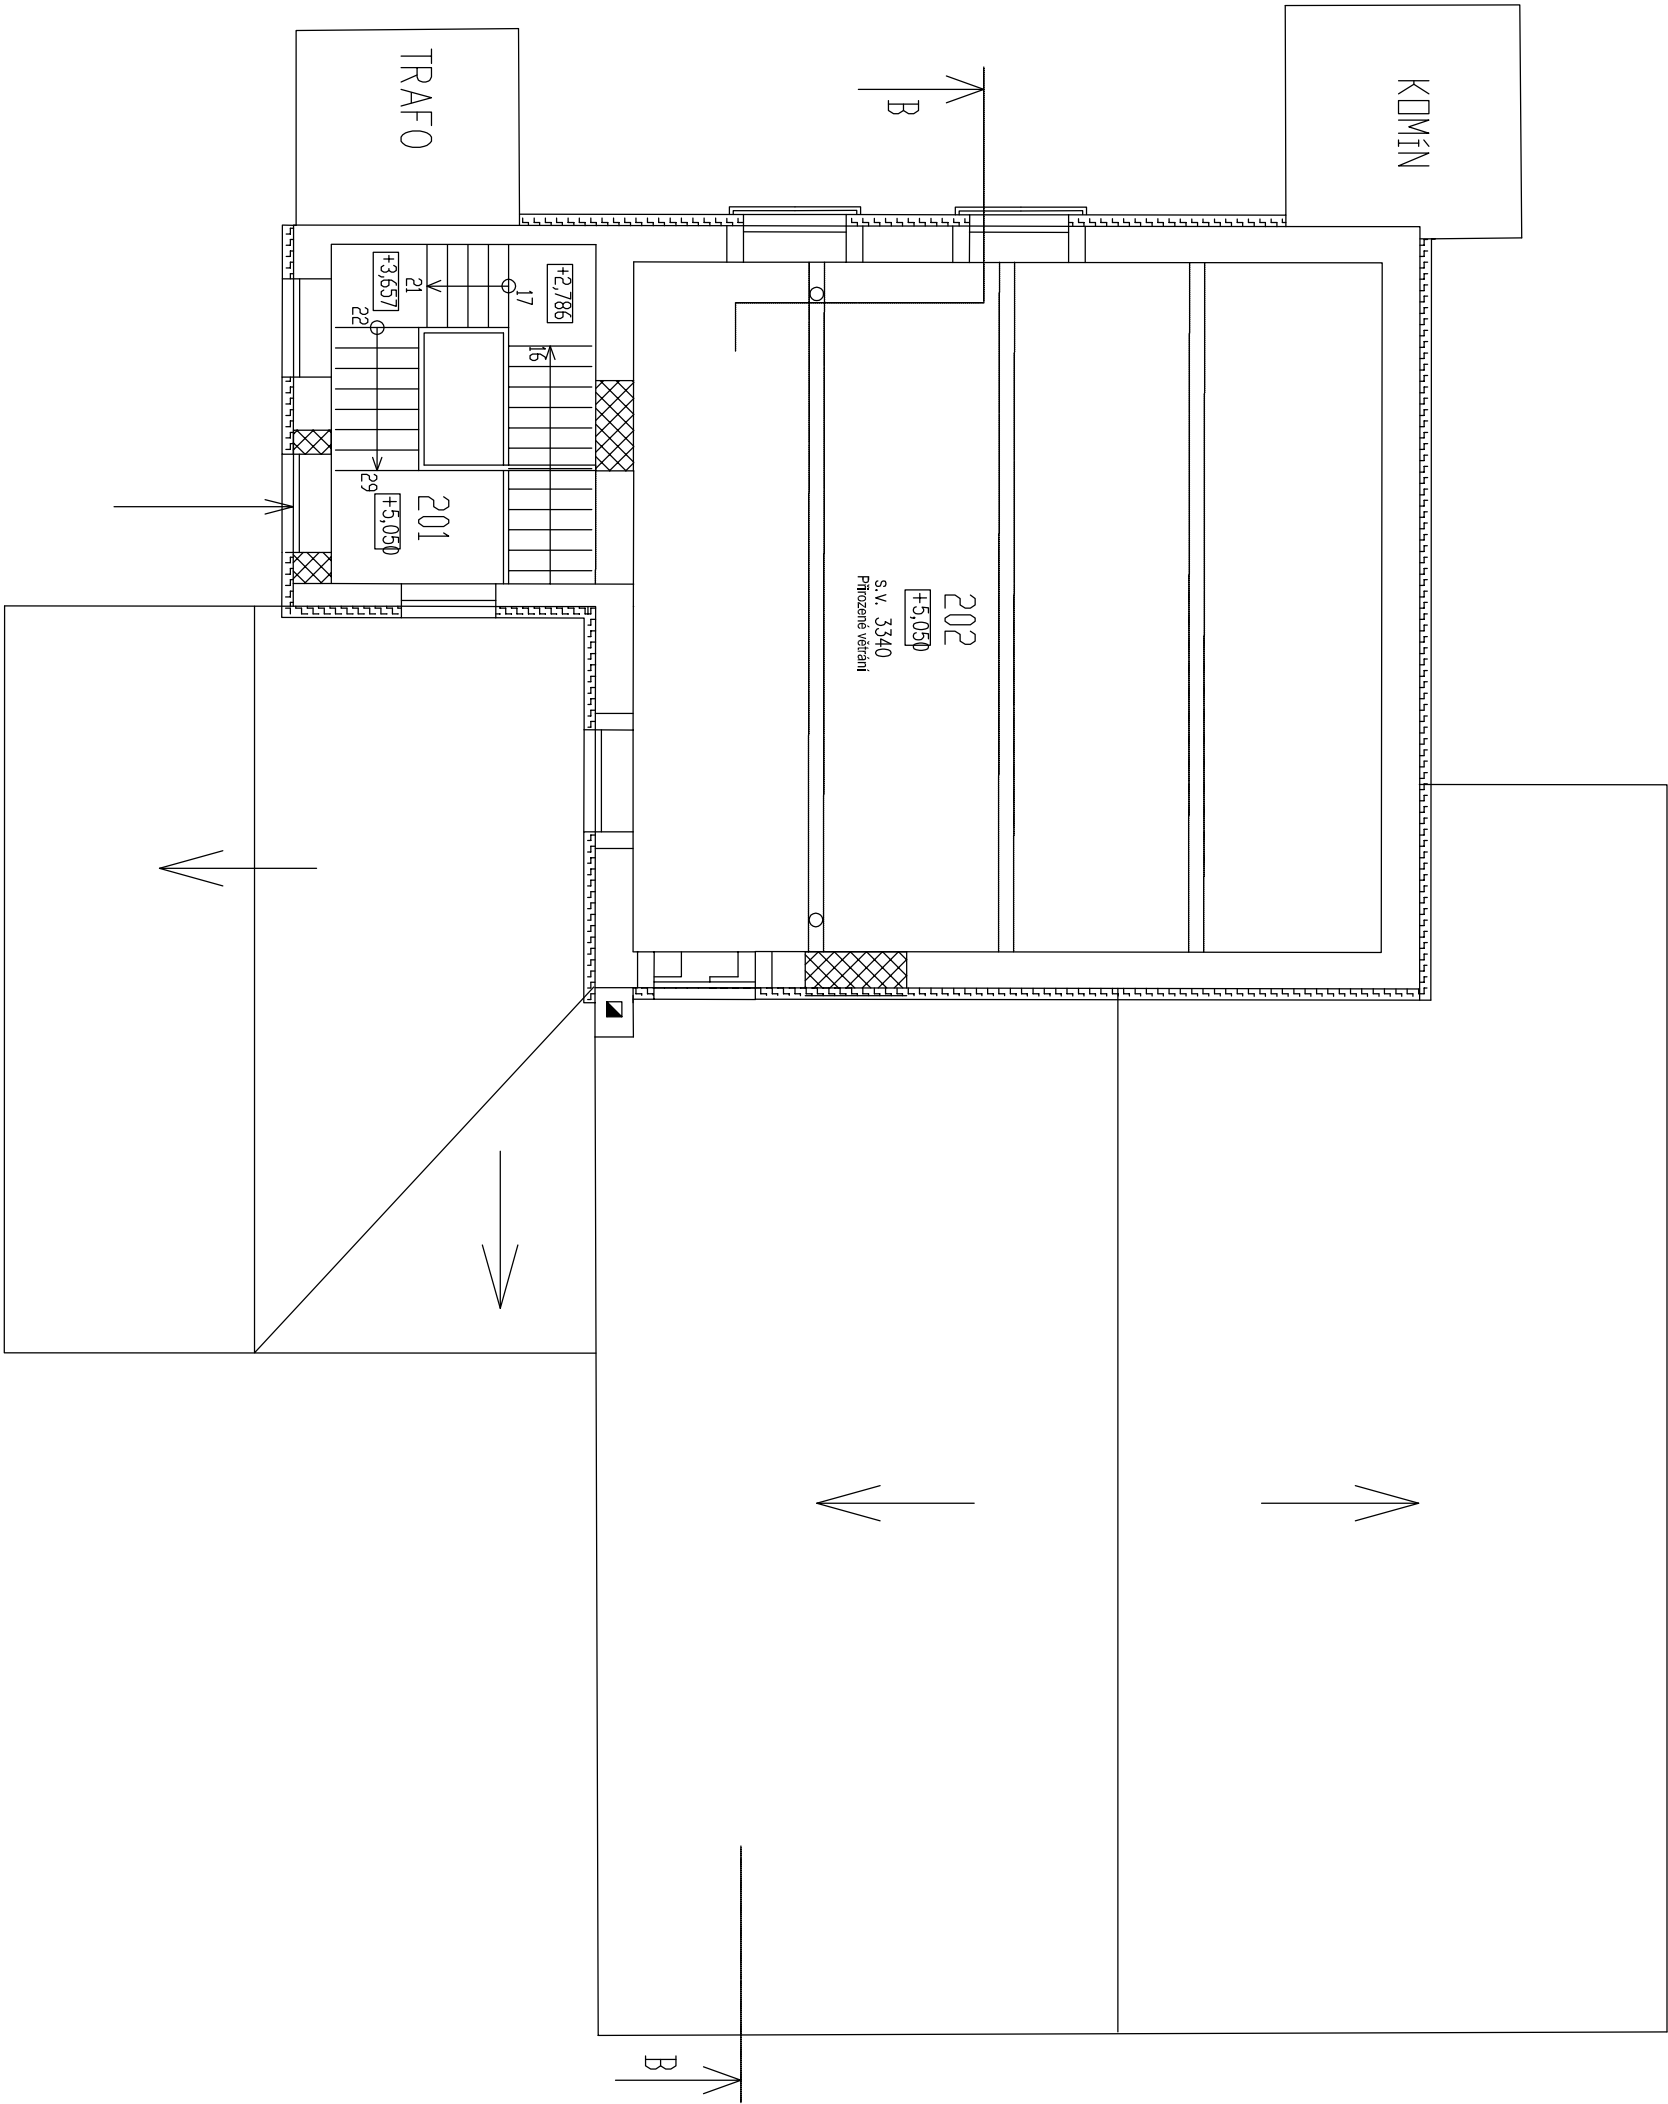 KOMÍN
B
TRAFO
+2,786
17
+3,657
21
22
16
29
+5,050
201
202
+5,050
s.v. 3340
Přirozené větrání
B